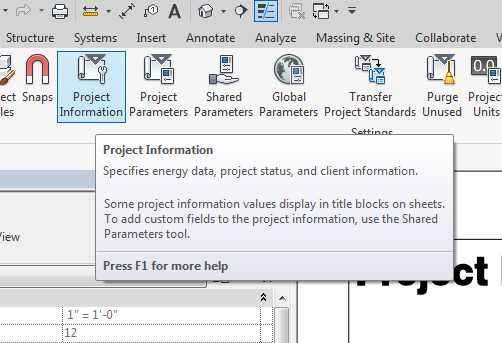 Structure Systems Insert Annotate Analyze Massing & Site Collaborate
Snaps Project Information Project Parameters Shared Parameters Global Parameters Transfer Project Standards Purge Unused Units
Settings
Project Information
Specifies energy data, project status, and client information.
Some project information values display in title blocks on sheets.
To add custom fields to the project information, use the Shared
Parameters tool.
Press F1 for more help
View
Project
1" = 1'-0"
12